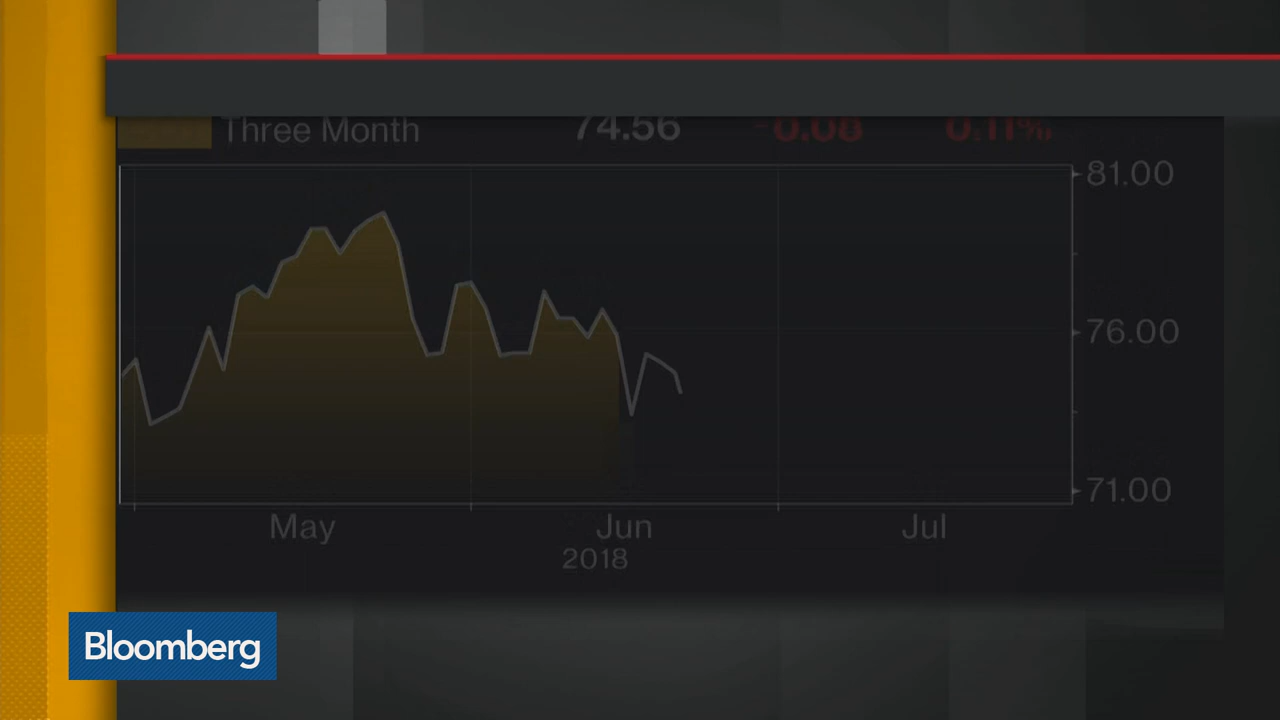 Three Month 74.56 -0.08 0.11%
81.00
76.00
71.00
May Jun Jul
2018
Bloomberg